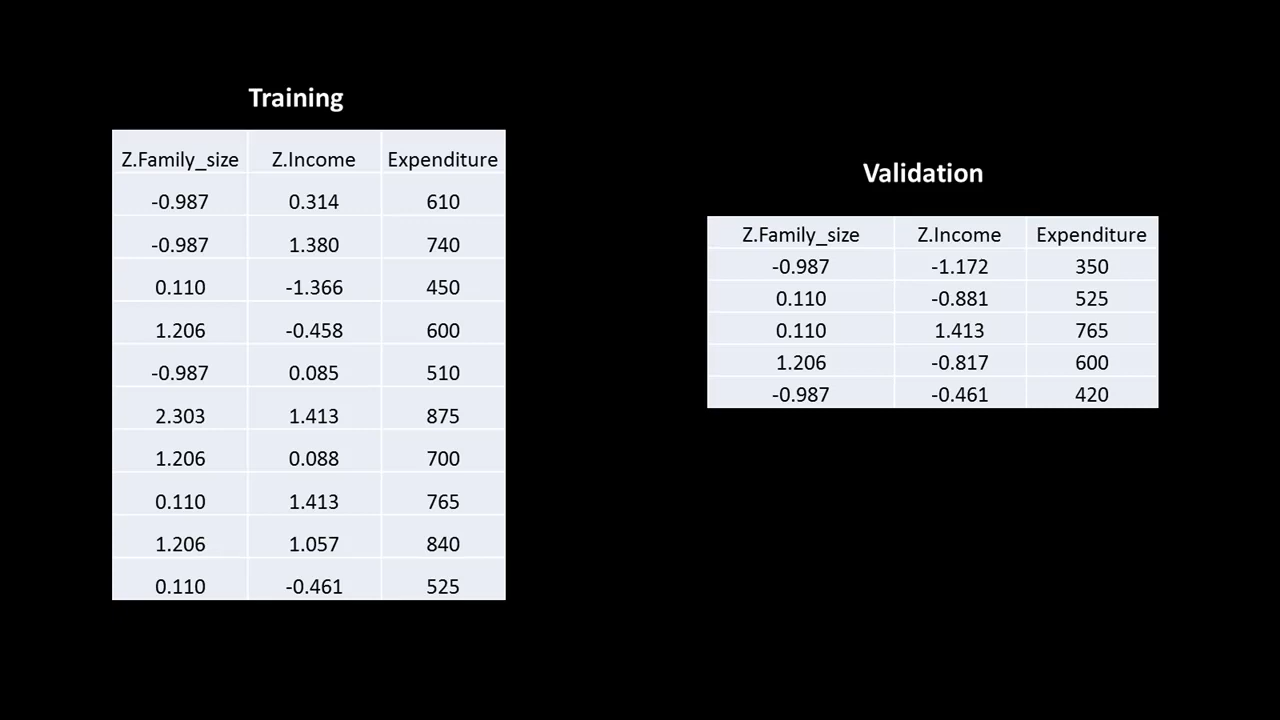 Training
Z.Family_size Z.Income Expenditure
-0.987 0.314 610
-0.987 1.380 740
0.110 -1.366 450
1.206 -0.458 600
-0.987 0.085 510
2.303 1.413 875
1.206 0.088 700
0.110 1.413 765
1.206 1.057 840
0.110 -0.461 525
Validation
Z.Family_size Z.Income Expenditure
-0.987 -1.172 350
0.110 -0.881 525
0.110 1.413 765
1.206 -0.817 600
-0.987 -0.461 420